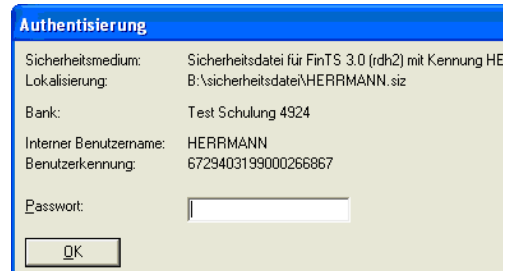 Authentisierung
Sicherheitsmedium: Sicherheitsdatei für FinTS 3.0 (rdh2) mit Kennung HE
Lokalisierung: B:\sicherheitsdatei\HERRMANN.siz
Bank: Test Schulung 4924
Interner Benutzername: HERRMANN
Benutzerkennung: 6729403199000266867
Passwort:
OK